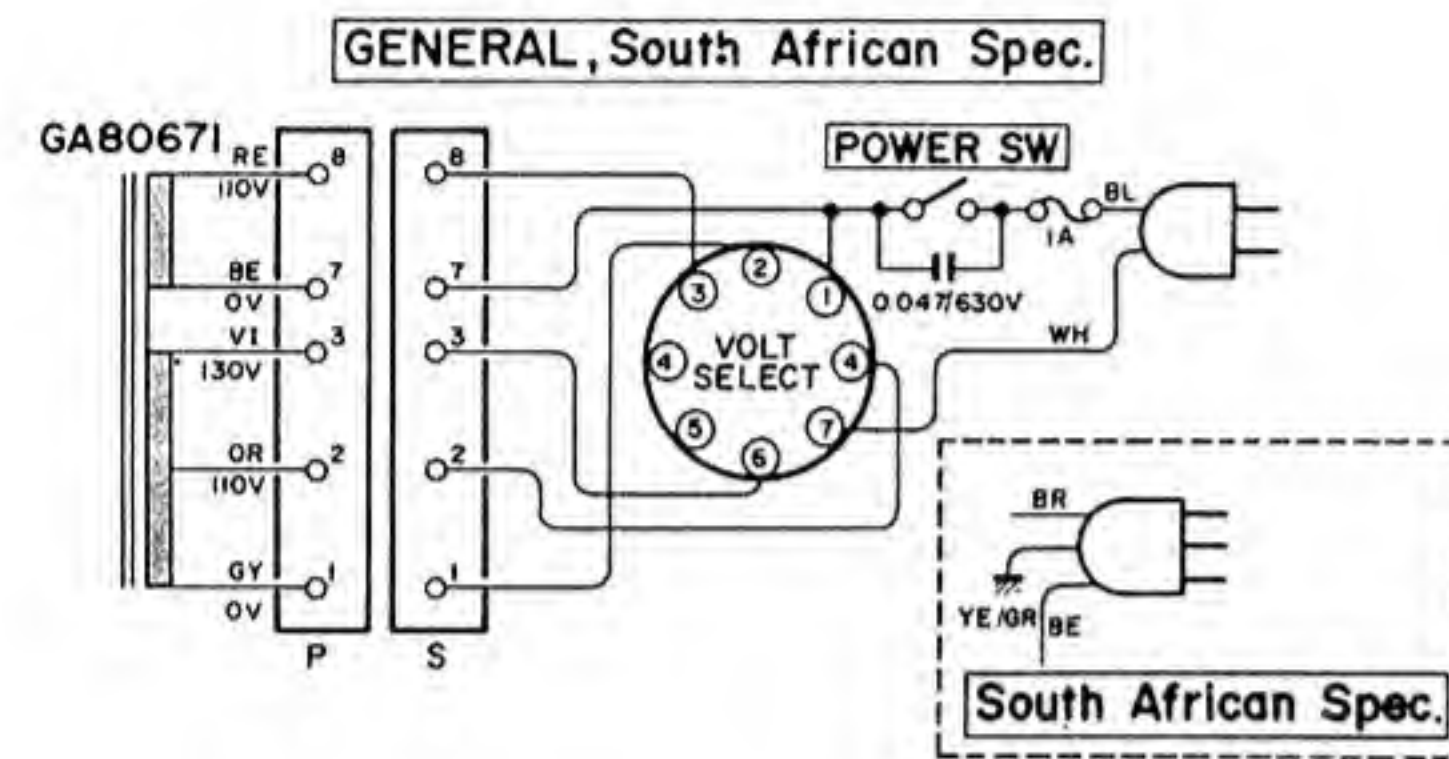 GENERAL, South African Spec.
GA80671
RE
110V
BE
0V
VI
130V
OR
110V
GY
0V
8
7
3
2
1
P
8
7
3
2
1
S
POWER SW
BL
1A
0.047/630V
WH
2
3
1
VOLT
SELECT
4
4
5
7
6
BR
YE/GR
BE
South African Spec.